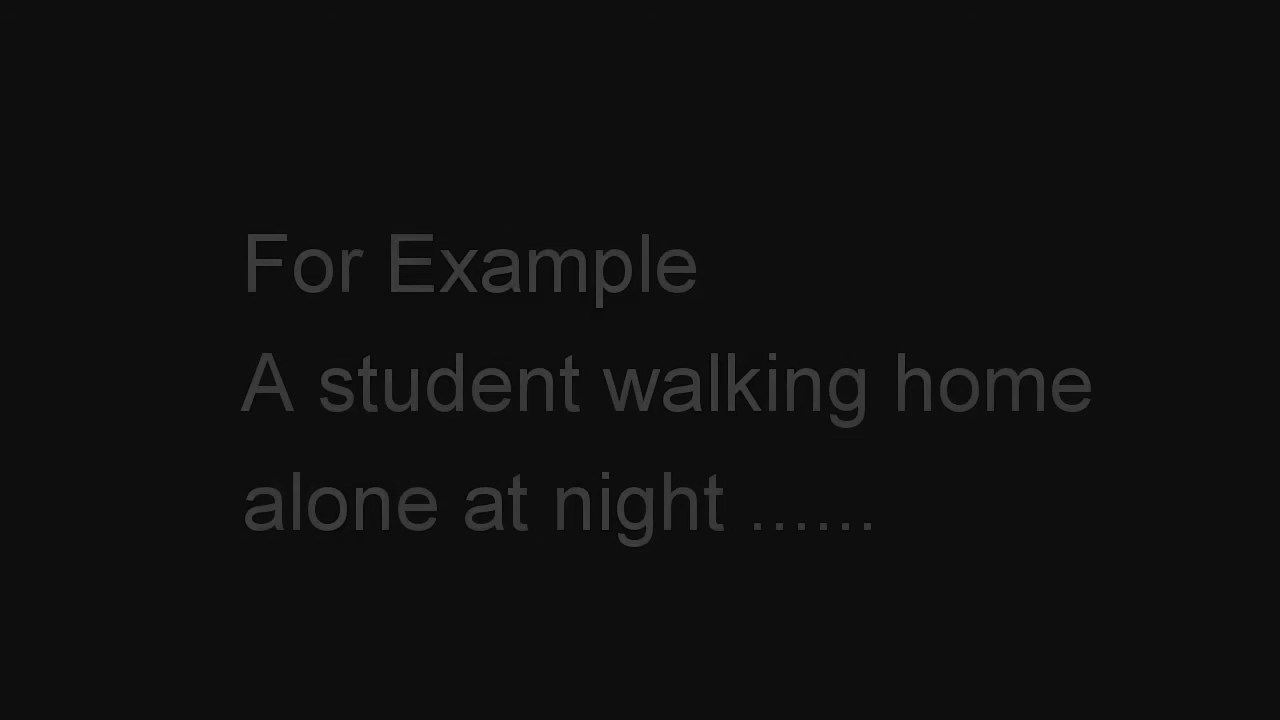 For Example
A student walking home
alone at night ......